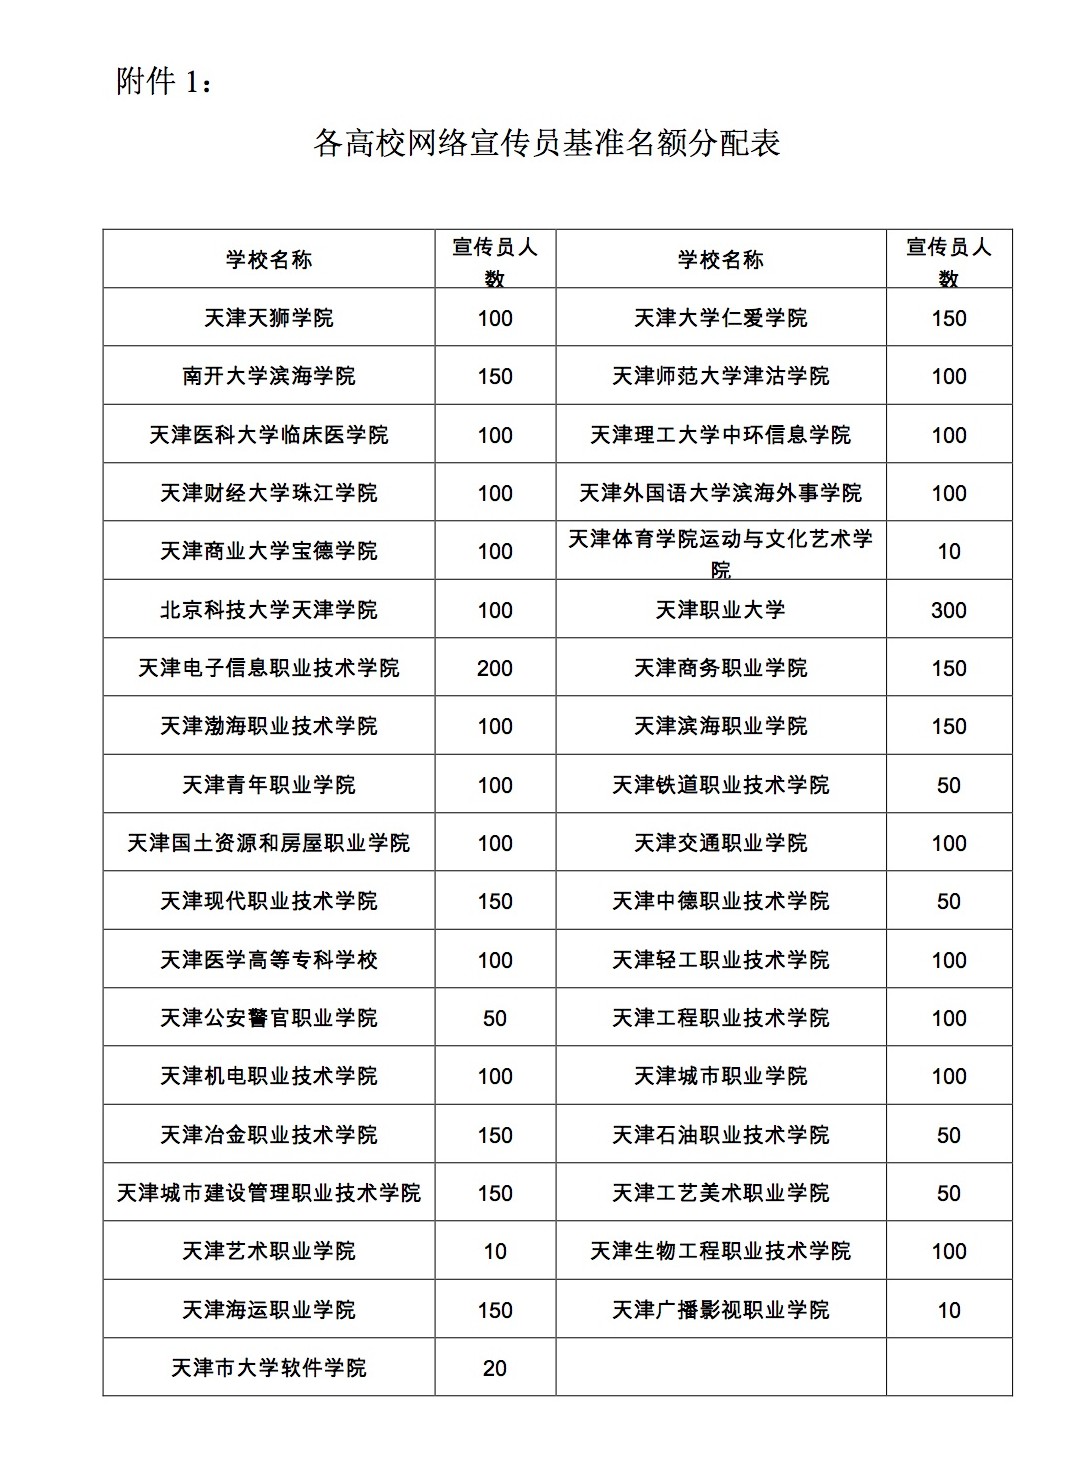 附件 1：
各高校网络宣传员基准名额分配表
学校名称 宣传员人数 学校名称 宣传员人数
天津天狮学院 100 天津大学仁爱学院 150
南开大学滨海学院 150 天津师范大学津沽学院 100
天津医科大学临床医学院 100 天津理工大学中环信息学院 100
天津财经大学珠江学院 100 天津外国语大学滨海外事学院 100
天津商业大学宝德学院 100 天津体育学院运动与文化艺术学院 10
北京科技大学天津学院 100 天津职业大学 300
天津电子信息职业技术学院 200 天津商务职业学院 150
天津渤海职业技术学院 100 天津滨海职业学院 150
天津青年职业学院 100 天津铁道职业技术学院 50
天津国土资源和房屋职业学院 100 天津交通职业学院 100
天津现代职业技术学院 150 天津中德职业技术学院 50
天津医学高等专科学校 100 天津轻工职业技术学院 100
天津公安警官职业学院 50 天津工程职业技术学院 100
天津机电职业技术学院 100 天津城市职业学院 100
天津冶金职业技术学院 150 天津石油职业技术学院 50
天津城市建设管理职业技术学院 150 天津工艺美术职业学院 50
天津艺术职业学院 10 天津生物工程职业技术学院 100
天津海运职业学院 150 天津广播影视职业学院 10
天津市大学软件学院 20